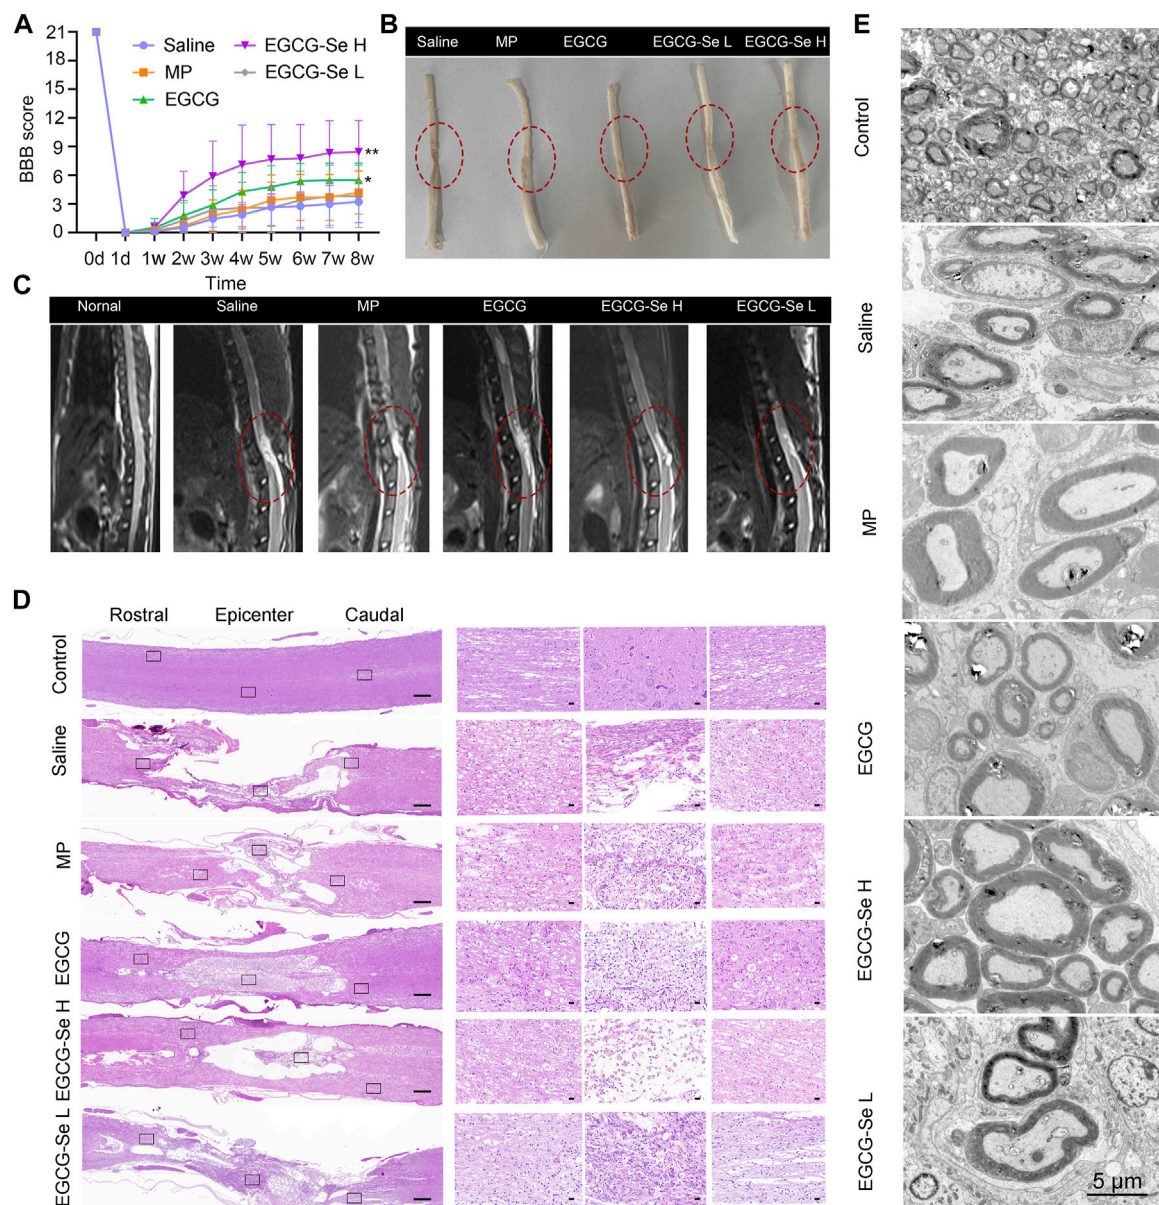 A
BBB score
21
18
15
12
9
6
3
0
Saline
MP
EGCG
EGCG-Se H
EGCG-Se L
**
*
0d 1d 1w 2w 3w 4w 5w 6w 7w 8w
Time
B
Saline MP EGCG EGCG-Se L EGCG-Se H
C
Nornal Saline MP EGCG EGCG-Se H EGCG-Se L
D
Rostral Epicenter Caudal
Control
Saline
MP
EGCG
EGCG-Se H
EGCG-Se L
E
Control
Saline
MP
EGCG
EGCG-Se H
EGCG-Se L
5 µm